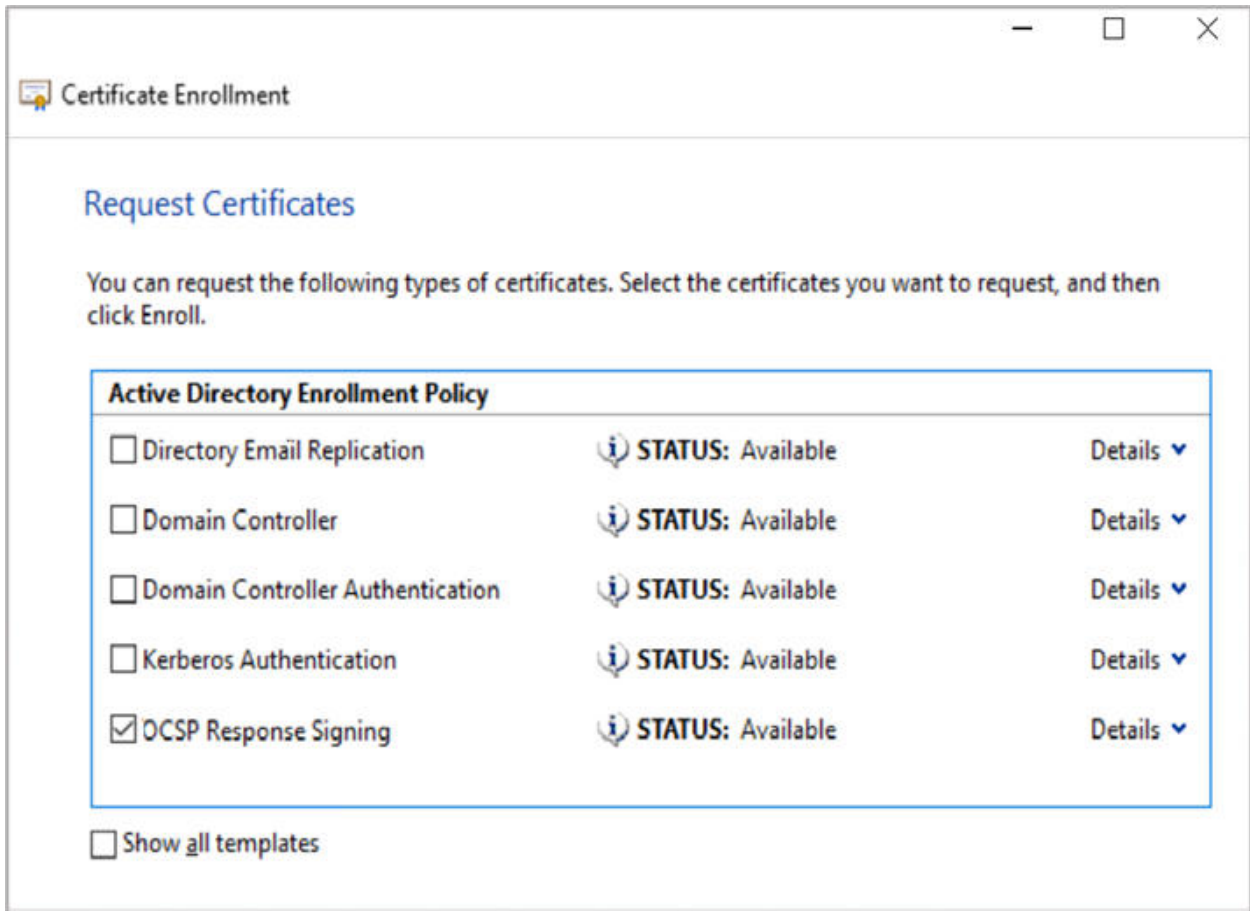 Certificate Enrollment
Request Certificates
You can request the following types of certificates. Select the certificates you want to request, and then
click Enroll.
Active Directory Enrollment Policy
Directory Email Replication STATUS: Available Details
Domain Controller STATUS: Available Details
Domain Controller Authentication STATUS: Available Details
Kerberos Authentication STATUS: Available Details
OCSP Response Signing STATUS: Available Details
Show all templates